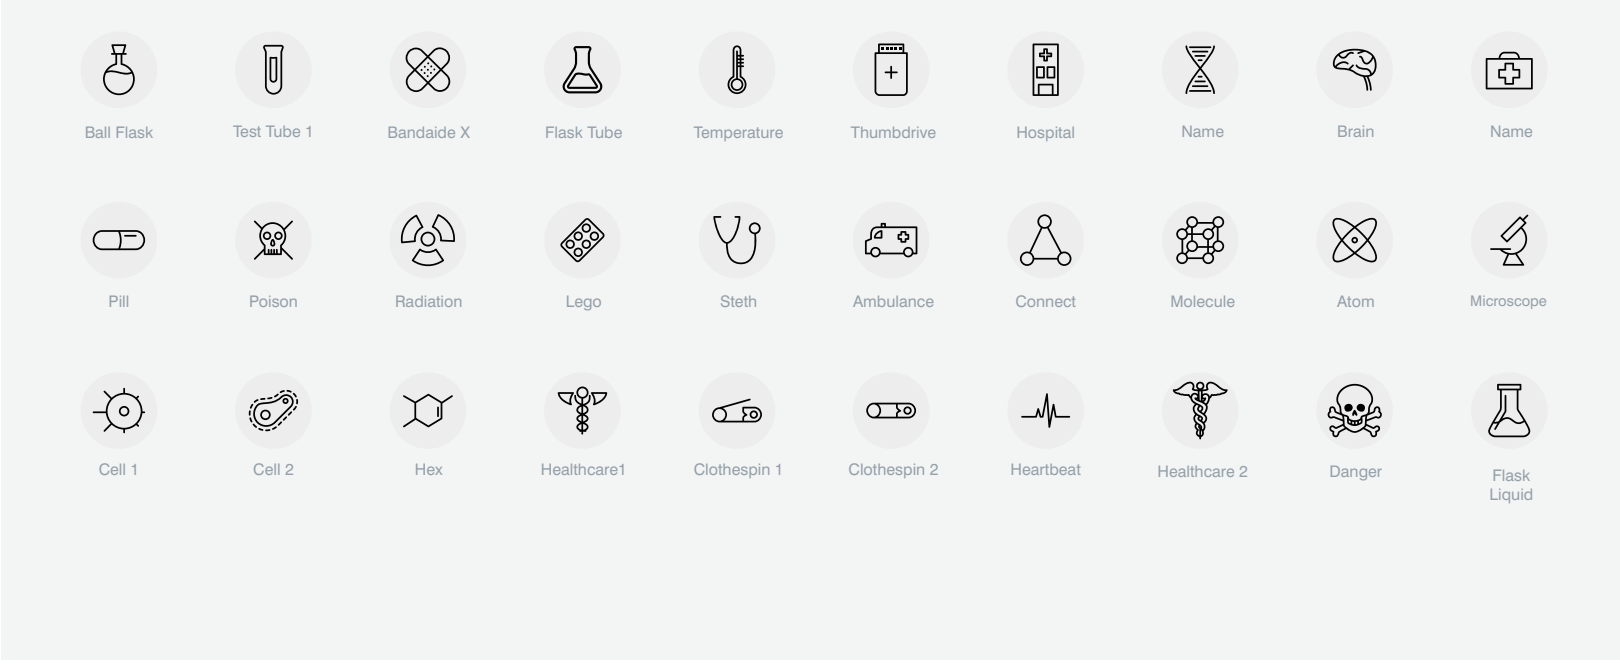 Ball Flask
Test Tube 1
Bandaide X
Flask Tube
Temperature
Thumbdrive
Hospital
Name
Brain
Name
Pill
Poison
Radiation
Lego
Steth
Ambulance
Connect
Molecule
Atom
Microscope
Cell 1
Cell 2
Hex
Healthcare1
Clothespin 1
Clothespin 2
Heartbeat
Healthcare 2
Danger
Flask
Liquid